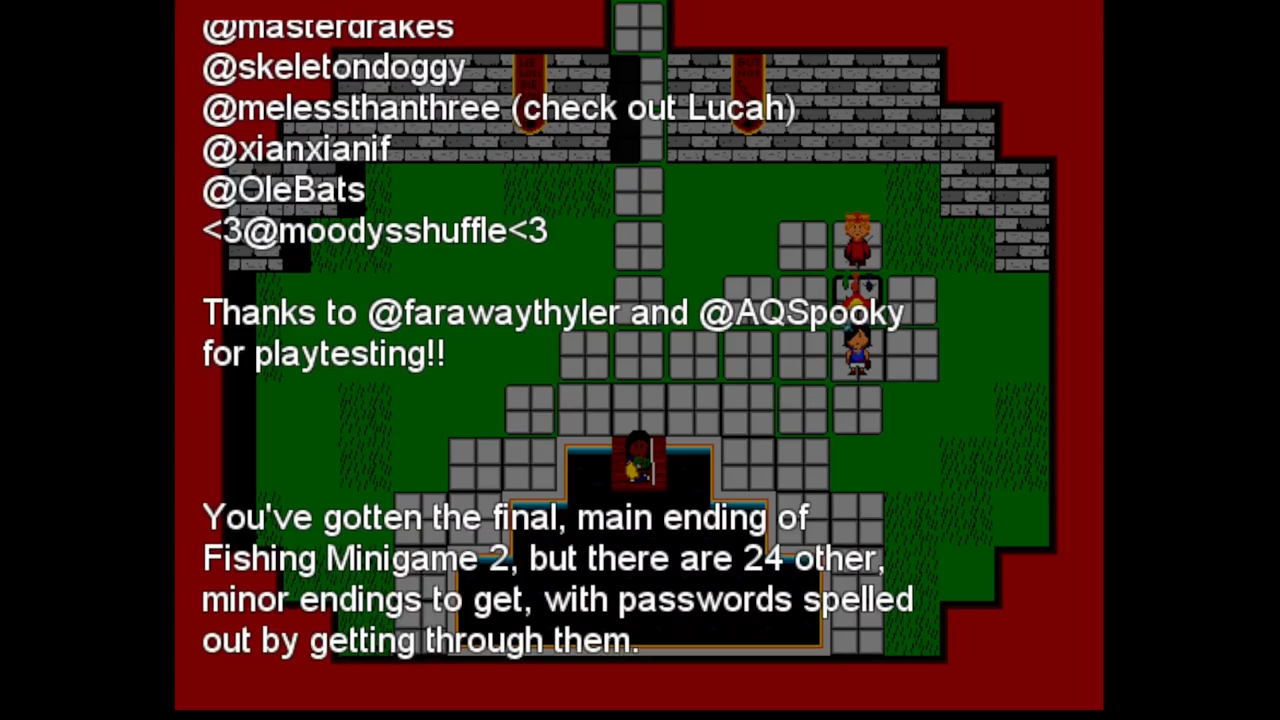 @masterdrakes
@skeletondoggy
@melessthanthree (check out Lucah)
@xianxianif
@OleBats
<3@moodysshuffle<3
Thanks to @farawaythyler and @AQSpooky
for playtesting!!
You've gotten the final, main ending of
Fishing Minigame 2, but there are 24 other,
minor endings to get, with passwords spelled
out by getting through them.